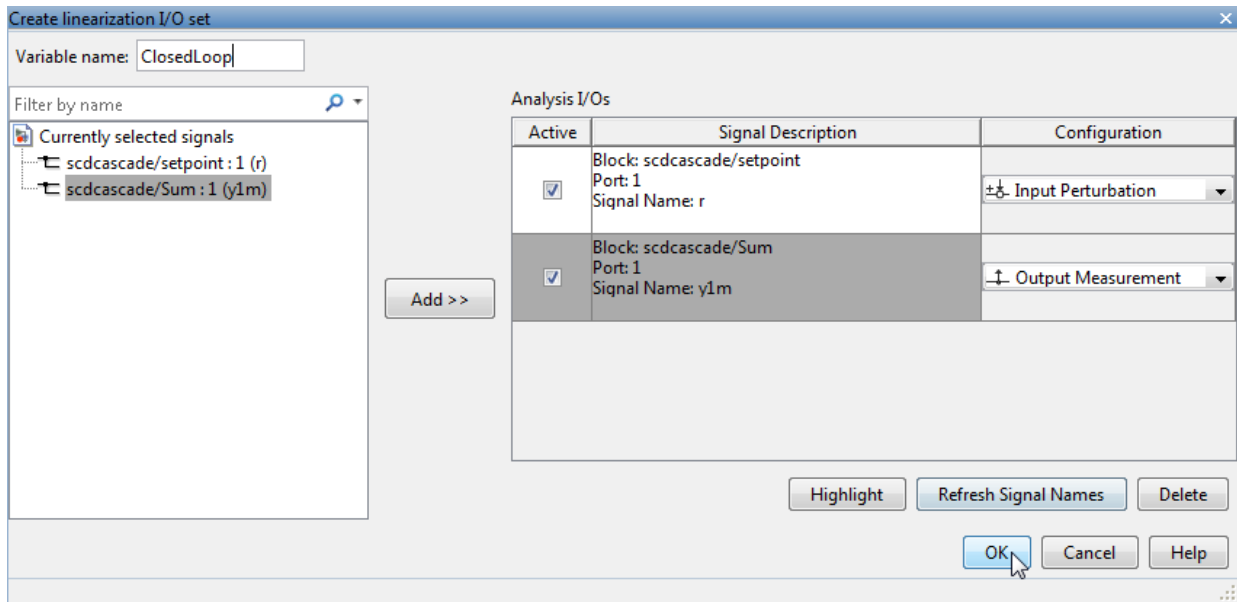 Create linearization I/O set
Variable name: ClosedLoop
Filter by name
Currently selected signals
scdcascade/setpoint : 1 (r)
scdcascade/Sum : 1 (y1m)
Add >>
Analysis I/Os
Active Signal Description Configuration
Block: scdcascade/setpoint
Port: 1
Signal Name: r
Input Perturbation
Block: scdcascade/Sum
Port: 1
Signal Name: y1m
Output Measurement
Highlight Refresh Signal Names Delete
OK Cancel Help